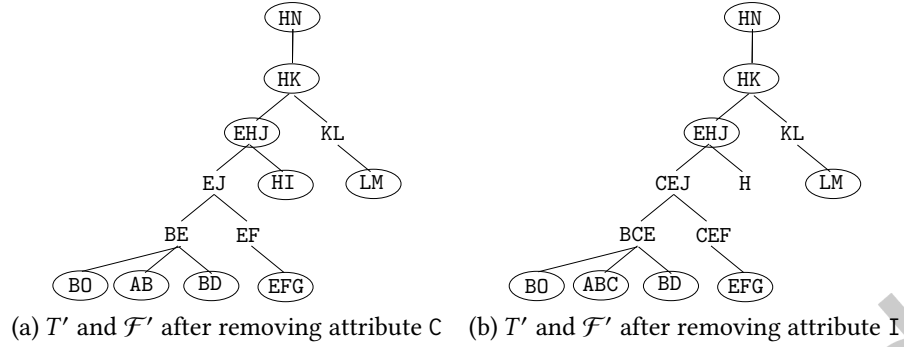 HN HN
HK HK
EHJ KL EHJ KL
EJ HI LM CEJ H LM
BE EF BCE CEF
BO AB BD EFG BO ABC BD EFG
(a) T′ and ℱ′ after removing attribute C (b) T′ and ℱ′ after removing attribute I